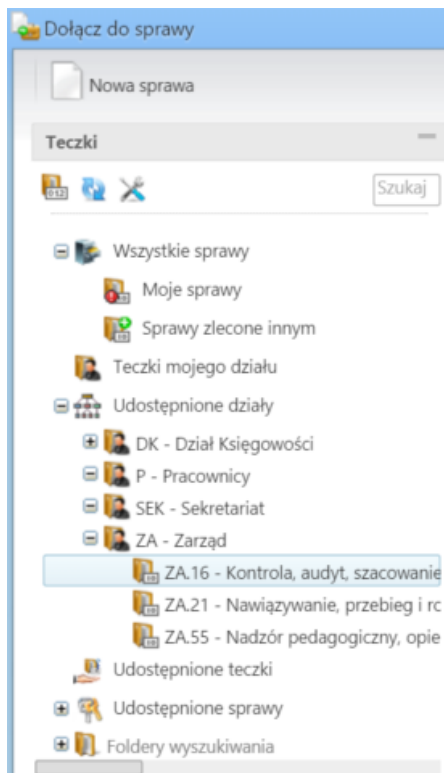 Dołącz do sprawy
Nowa sprawa
Teczki
Szukaj
Wszystkie sprawy
Moje sprawy
Sprawy zlecone innym
Teczki mojego działu
Udostępnione działy
DK - Dział Księgowości
P - Pracownicy
SEK - Sekretariat
ZA - Zarząd
ZA.16 - Kontrola, audyt, szacowanie
ZA.21 - Nawiązywanie, przebieg i rc
ZA.55 - Nadzór pedagogiczny, opie
Udostępnione teczki
Udostępnione sprawy
Foldery wyszukiwania